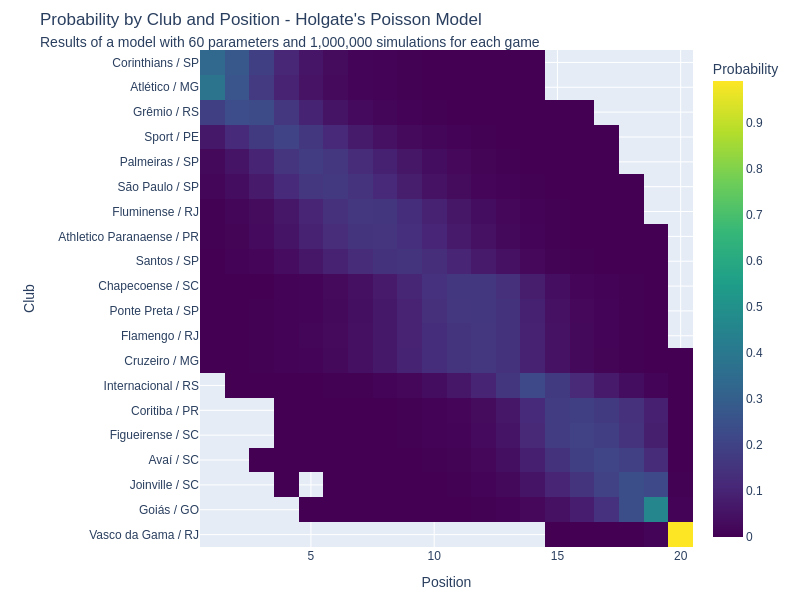 Probability by Club and Position - Holgate's Poisson Model
Results of a model with 60 parameters and 1,000,000 simulations for each game
Probability
Corinthians / SP
Atlético / MG
Grêmio / RS
Sport / PE
Palmeiras / SP
São Paulo / SP
Fluminense / RJ
Athletico Paranaense / PR
Santos / SP
Chapecoense / SC
Ponte Preta / SP
Flamengo / RJ
Cruzeiro / MG
Internacional / RS
Coritiba / PR
Figueirense / SC
Avaí / SC
Joinville / SC
Goiás / GO
Vasco da Gama / RJ
Club
5
10
15
20
Position
0.9
0.8
0.7
0.6
0.5
0.4
0.3
0.2
0.1
0